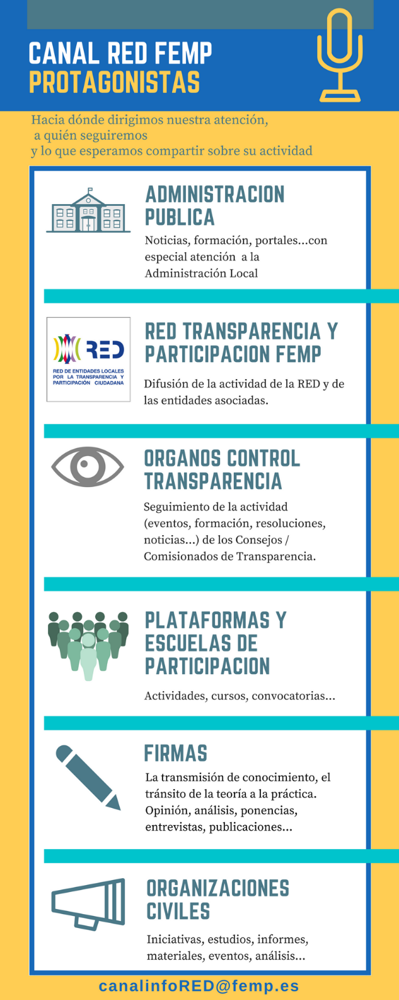 CANAL RED FEMP
PROTAGONISTAS
Hacia dónde dirigimos nuestra atención,
a quién seguiremos
y lo que esperamos compartir sobre su actividad
ADMINISTRACION
PUBLICA
Noticias, formación, portales...con
especial atención a la
Administración Local
RED
RED DE ENTIDADES LOCALES
POR LA TRANSPARENCIA Y
PARTICIPACIÓN CIUDADANA
RED TRANSPARENCIA Y
PARTICIPACION FEMP
Difusión de la actividad de la RED y de
las entidades asociadas.
ORGANOS CONTROL
TRANSPARENCIA
Seguimiento de la actividad
(eventos, formación, resoluciones,
noticias...) de los Consejos /
Comisionados de Transparencia.
PLATAFORMAS Y
ESCUELAS DE
PARTICIPACION
Actividades, cursos, convocatorias...
FIRMAS
La transmisión de conocimiento, el
tránsito de la teoría a la práctica.
Opinión, análisis, ponencias,
entrevistas, publicaciones...
ORGANIZACIONES
CIVILES
Iniciativas, estudios, informes,
materiales, eventos, análisis...
canalinfoRED@femp.es